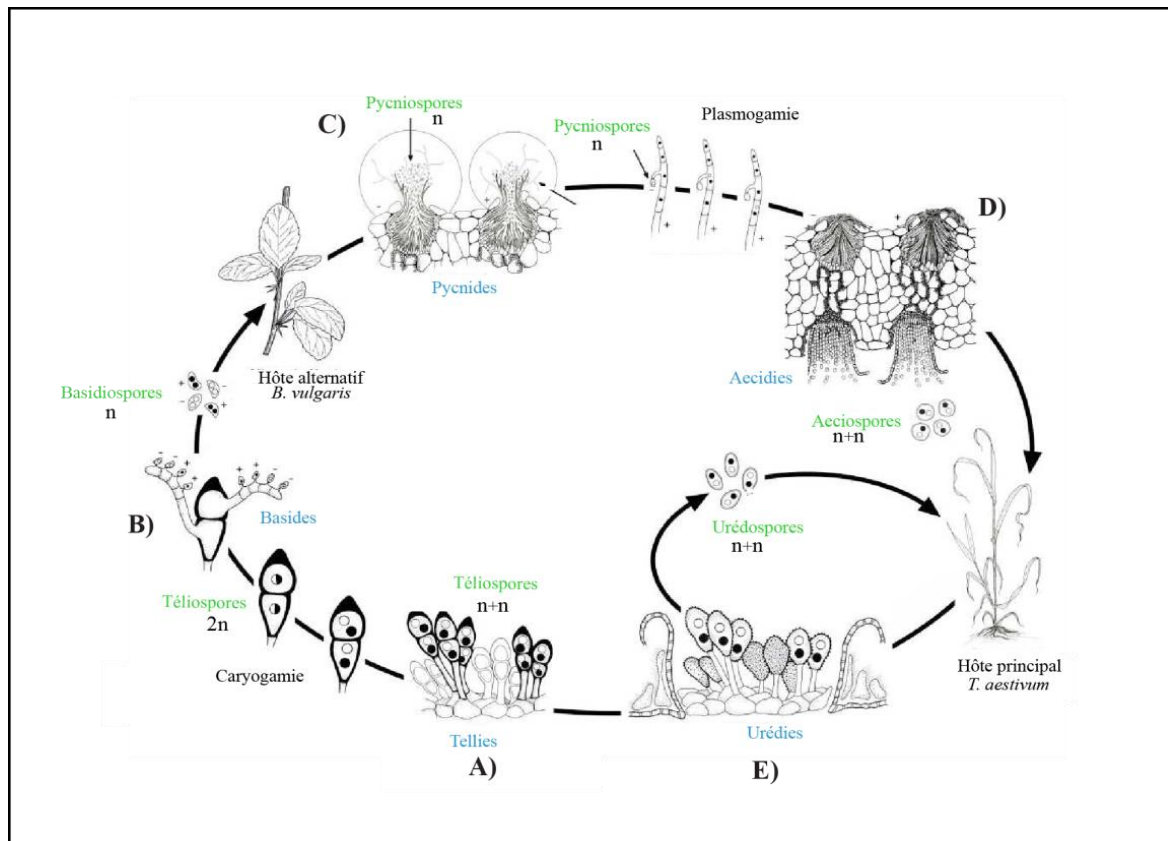 Pycniospores
n
C)
Pycniospores
n
Plasmogamie
-
+
-
+
-
+
-
+
-
+
D)
Pycnides
Hôte alternatif
B. vulgaris
Aecidies
Basidiospores
n
+
-
-
+
Aeciospores
n+n
B)
Basides
Urédospores
n+n
Téliospores
2n
Téliospores
n+n
Caryogamie
Hôte principal
T. aestivum
Tellies
A)
Urédies
E)